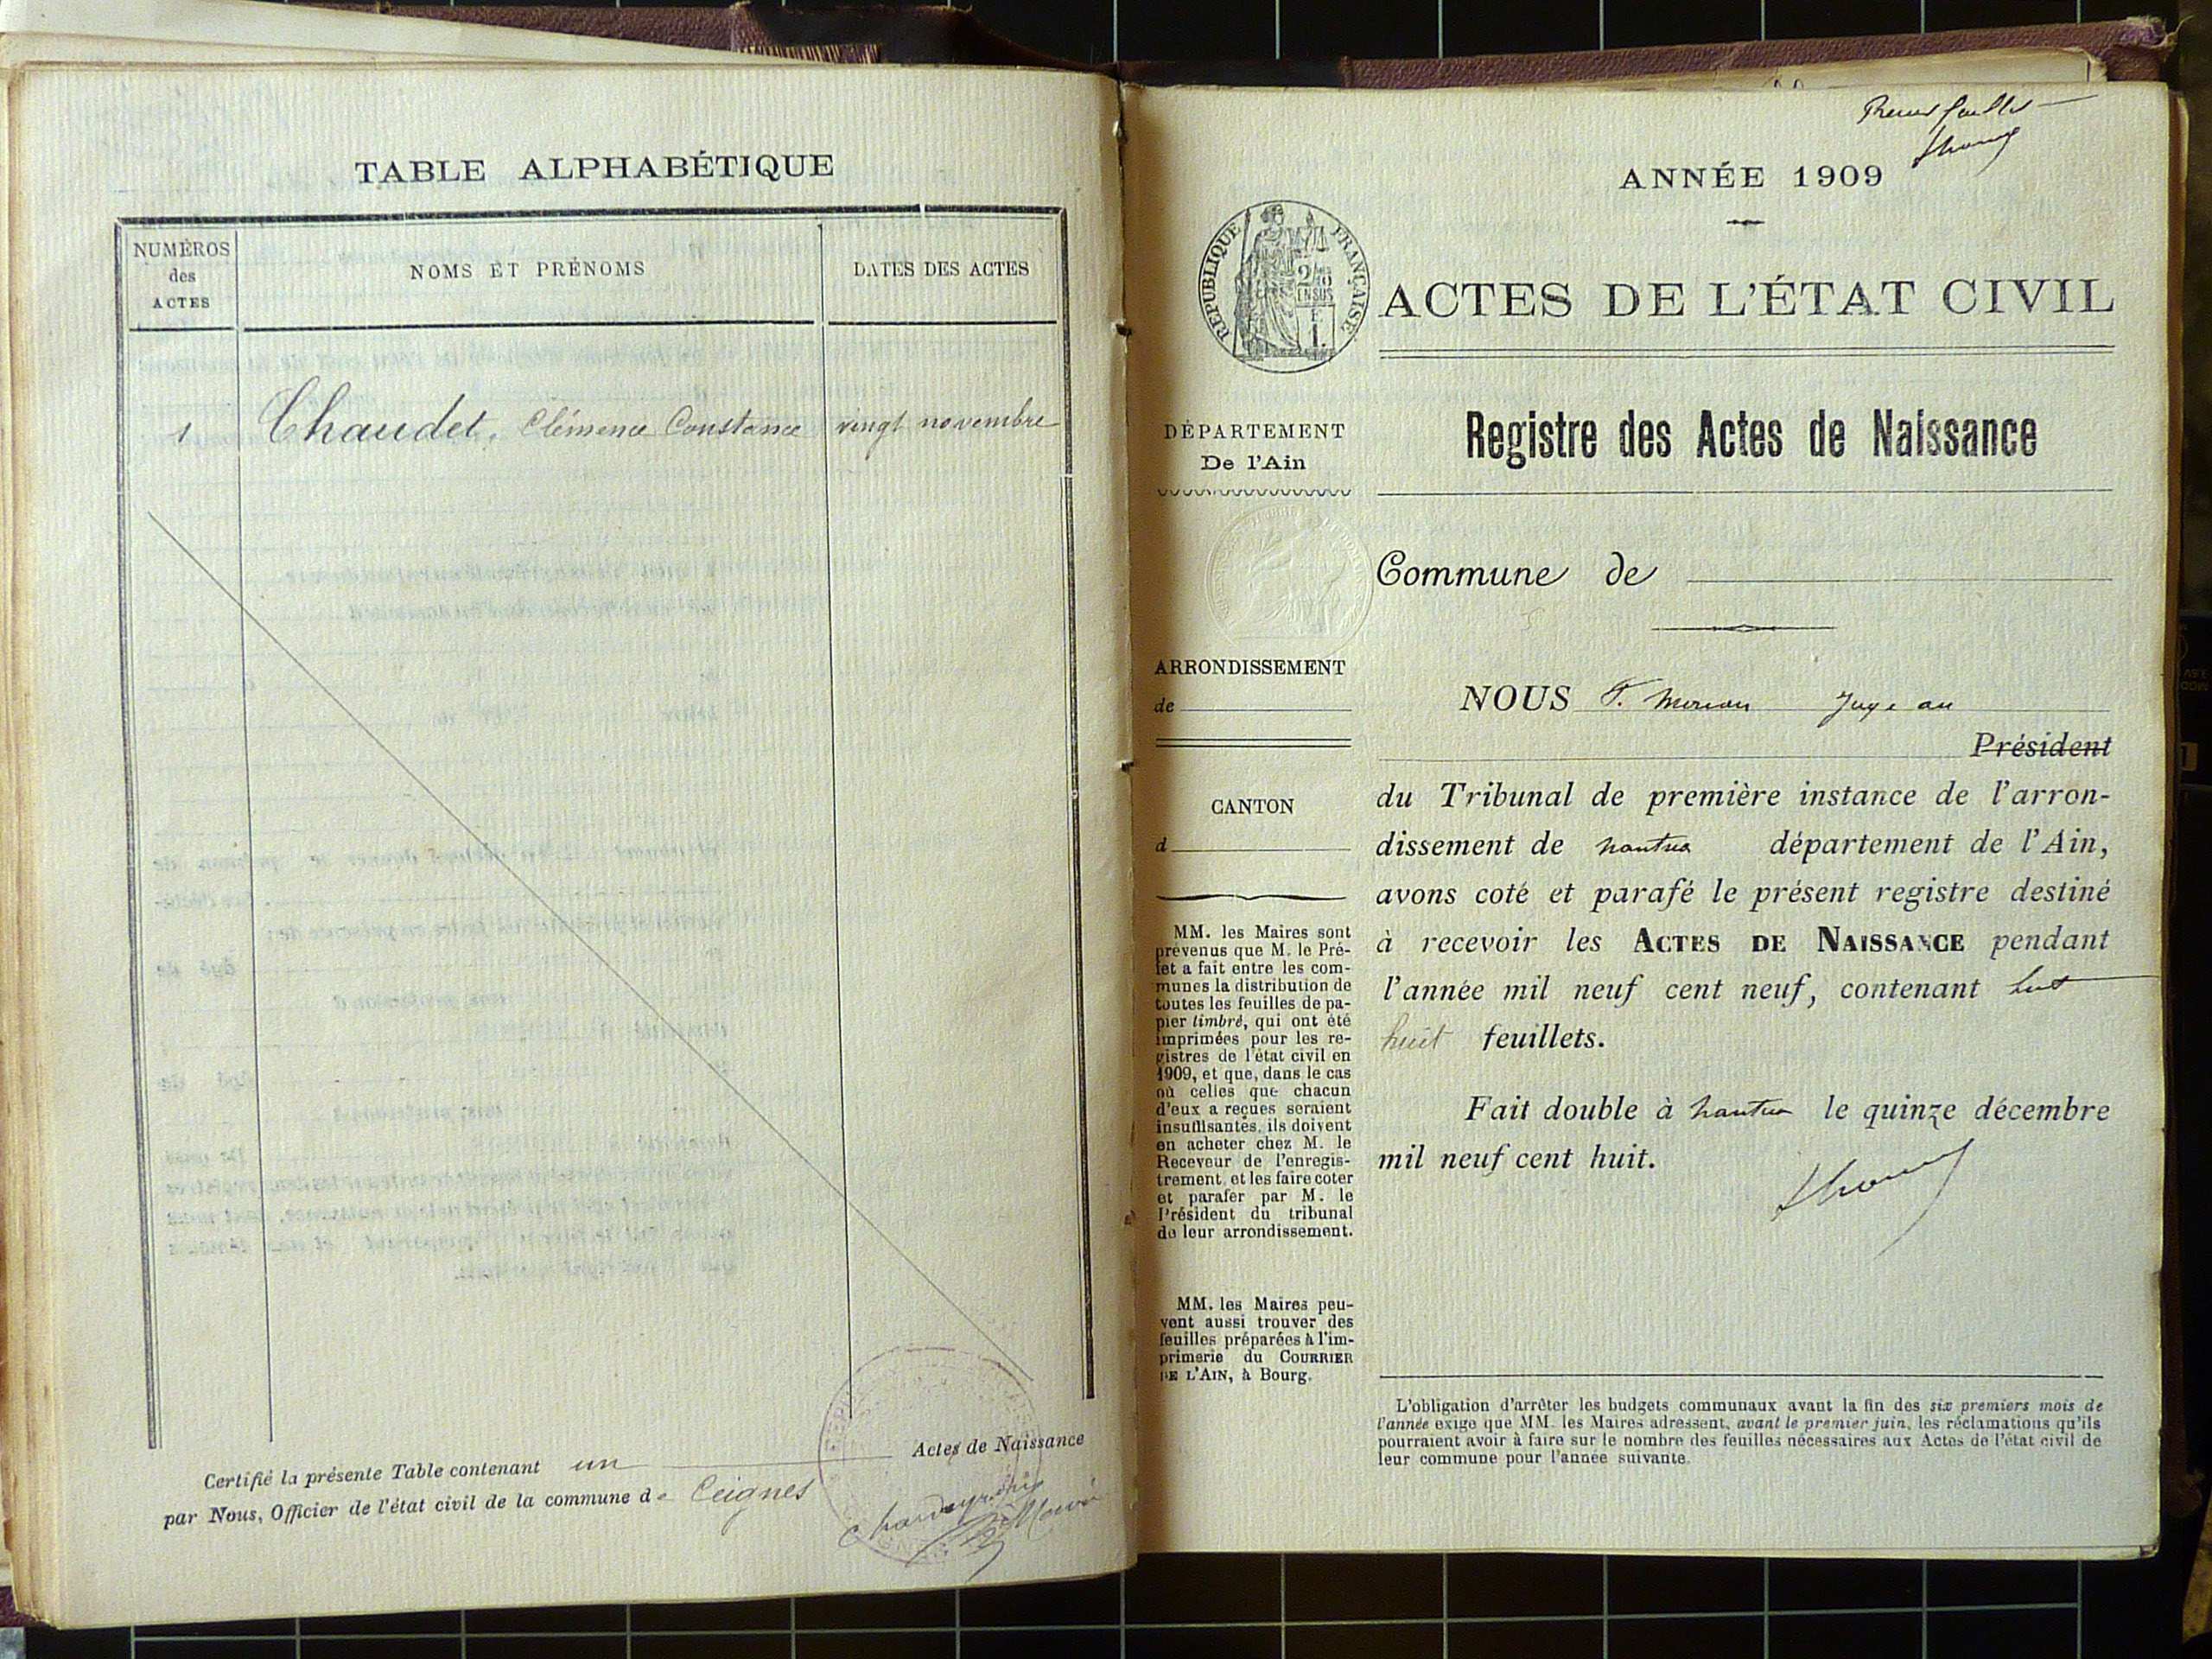 TABLE ALPHABÉTIQUE
NUMÉROS
des
ACTES
NOMS ET PRÉNOMS
DATES DES ACTES
1 Chaudet, Clémence Constance vingt novembre
Certifié la présente Table contenant un Actes de Naissance
par Nous, Officier de l'état civil de la commune de Ceignes
ANNÉE 1909
RÉPUBLIQUE FRANÇAISE
ACTES DE L'ÉTAT CIVIL
DÉPARTEMENT
De l'Ain
ARRONDISSEMENT
de
CANTON
d
MM. les Maires sont
prévenus que M. le Pré-
fet a fait entre les com-
munes la distribution de
toutes les feuilles de pa-
pier timbré, qui ont été
imprimées pour les re-
gistres de l'état civil en
1909, et que, dans le cas
où celles que chacun
d'eux a reçues seraient
insuffisantes, ils doivent
en acheter chez M. le
Receveur de l'enregis-
trement et les faire coter
et parafer par M. le
Président du tribunal
de leur arrondissement.
MM. les Maires peu-
vent aussi trouver des
feuilles préparées à l'im-
primerie du COURRIER
DE L'AIN, à Bourg.
Registre des Actes de Naissance
Commune de
NOUS Juge au
Président
du Tribunal de première instance de l'arron-
dissement de nantua département de l'Ain,
avons coté et parafé le présent registre destiné
à recevoir les ACTES DE NAISSANCE pendant
l'année mil neuf cent neuf, contenant huit
huit feuillets.
Fait double à nantua le quinze décembre
mil neuf cent huit.
L'obligation d'arrêter les budgets communaux avant la fin des six premiers mois de
l'année exige que MM. les Maires adressent, avant le premier juin, les réclamations qu'ils
pourraient avoir à faire sur le nombre des feuilles nécessaires aux Actes de l'état civil de
leur commune pour l'année suivante.